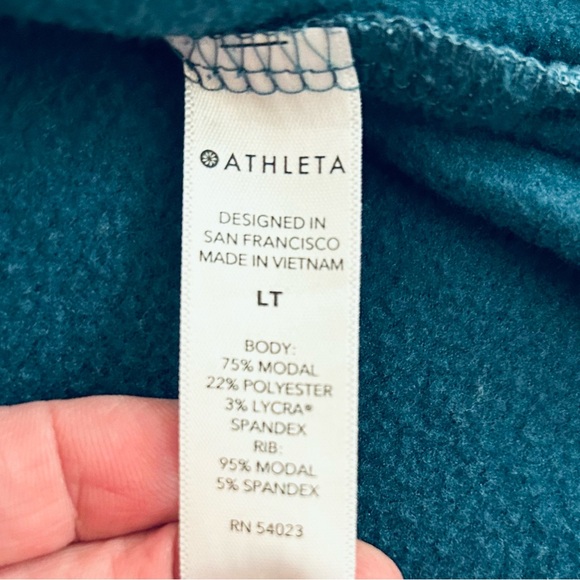 ATHLETA
DESIGNED IN
SAN FRANCISCO
MADE IN VIETNAM
LT
BODY:
75% MODAL
22% POLYESTER
3% LYCRA®
SPANDEX
RIB:
95% MODAL
5% SPANDEX
RN 54023